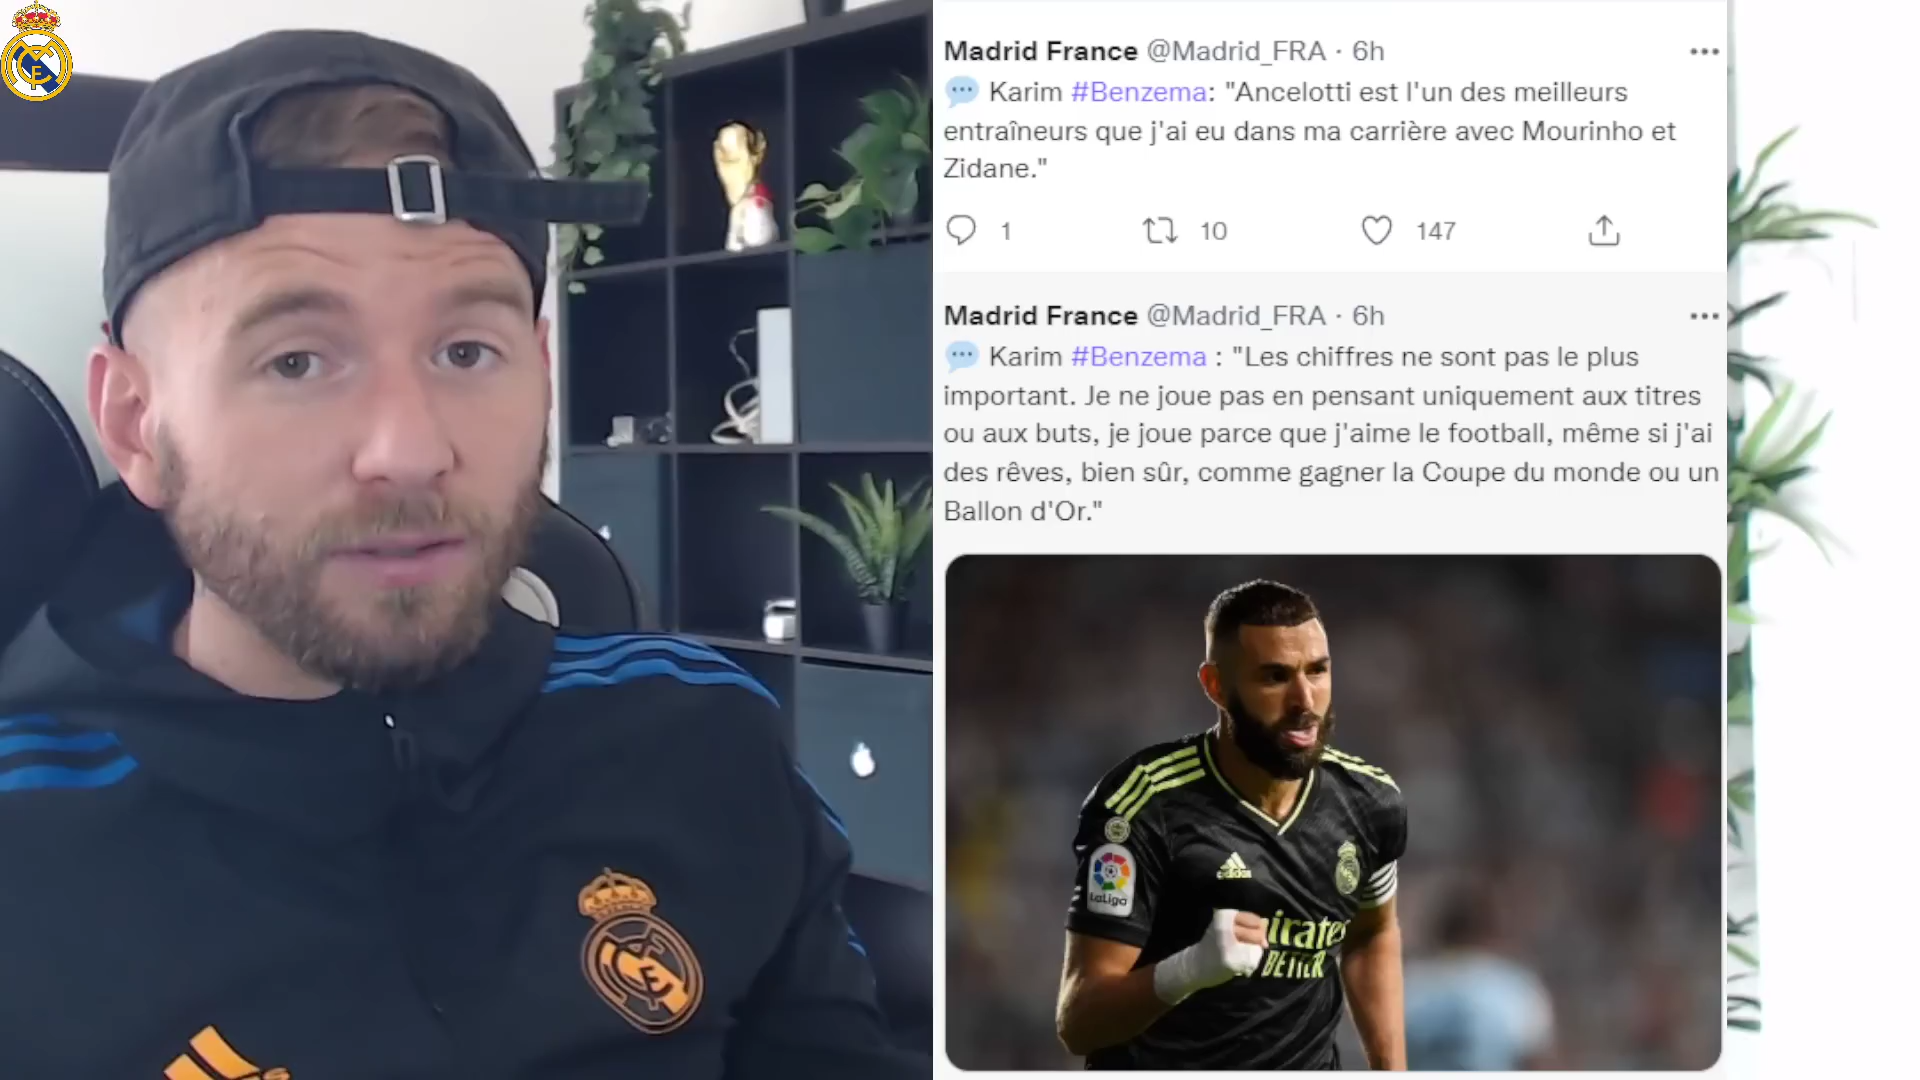 Madrid France @Madrid_FRA · 6h
Karim #Benzema: "Ancelotti est l'un des meilleurs
entraîneurs que j'ai eu dans ma carrière avec Mourinho et
Zidane."
1 10 147
Madrid France @Madrid_FRA · 6h
Karim #Benzema : "Les chiffres ne sont pas le plus
important. Je ne joue pas en pensant uniquement aux titres
ou aux buts, je joue parce que j'aime le football, même si j'ai
des rêves, bien sûr, comme gagner la Coupe du monde ou un
Ballon d'Or."
adidas
LaLiga